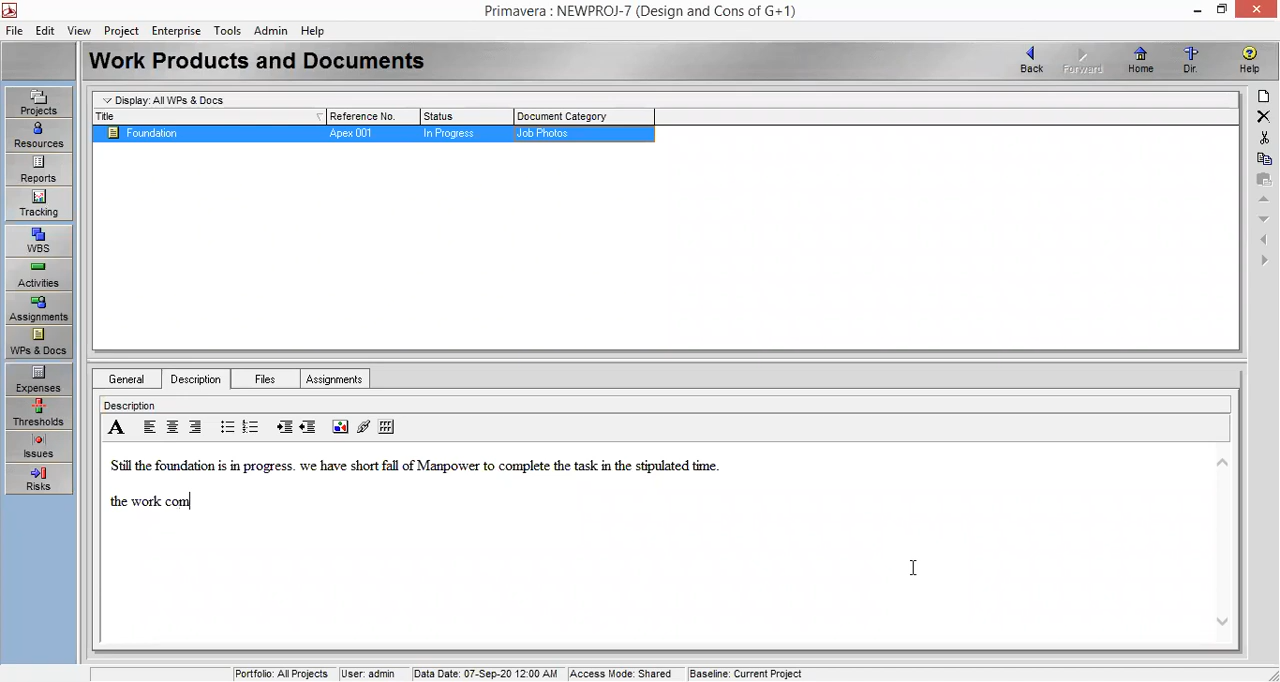 Primavera : NEWPROJ-7 (Design and Cons of G+1)
File Edit View Project Enterprise Tools Admin Help
Work Products and Documents
Back Forward Home Dir. Help
Display: All WPs & Docs
Title Reference No. Status Document Category
Foundation Apex 001 In Progress Job Photos
Projects
Resources
Reports
Tracking
WBS
Activities
Assignments
WPs & Docs
Expenses
Thresholds
Issues
Risks
General Description Files Assignments
Description
A
Still the foundation is in progress. we have short fall of Manpower to complete the task in the stipulated time.
the work com
Portfolio: All Projects User: admin Data Date: 07-Sep-20 12:00 AM Access Mode: Shared Baseline: Current Project